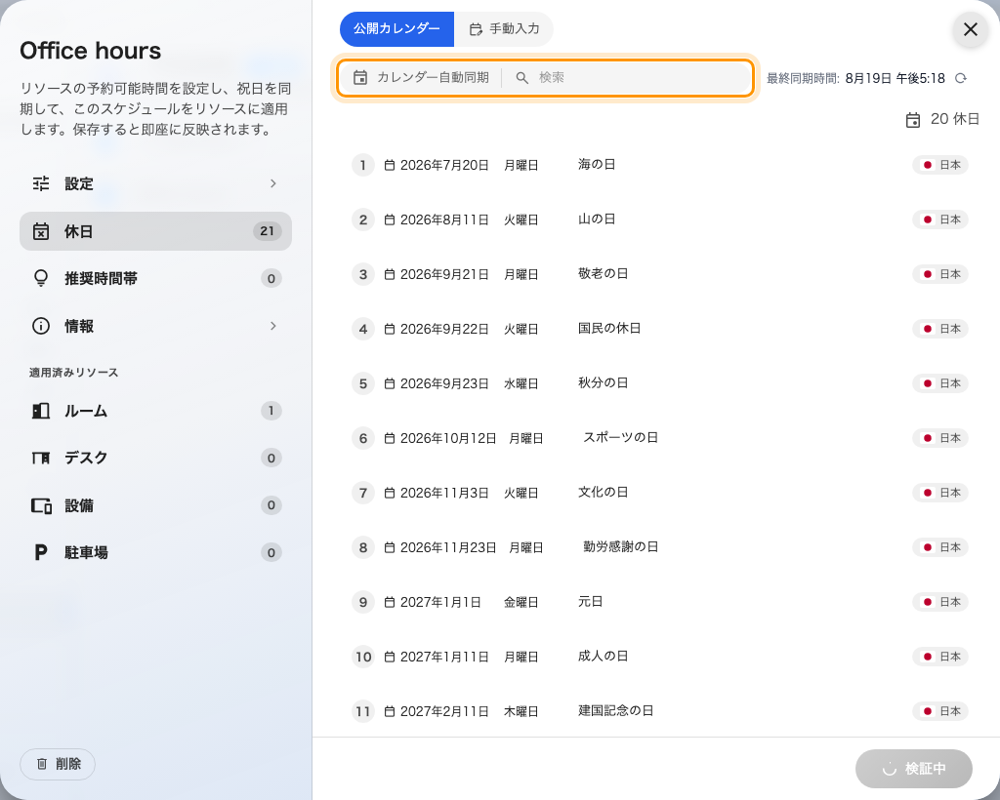 Office hours
リソースの予約可能時間を設定し、祝日を同
期して、このスケジュールをリソースに適用
します。保存すると即座に反映されます。
設定
休日 21
推奨時間帯 0
情報
適用済みリソース
ルーム 1
デスク 0
設備 0
駐車場 0
削除
公開カレンダー 手動入力
カレンダー自動同期 検索 最終同期時間: 8月19日 午後5:18
20 休日
1 2026年7月20日 月曜日 海の日 日本
2 2026年8月11日 火曜日 山の日 日本
3 2026年9月21日 月曜日 敬老の日 日本
4 2026年9月22日 火曜日 国民の休日 日本
5 2026年9月23日 水曜日 秋分の日 日本
6 2026年10月12日 月曜日 スポーツの日 日本
7 2026年11月3日 火曜日 文化の日 日本
8 2026年11月23日 月曜日 勤労感謝の日 日本
9 2027年1月1日 金曜日 元日 日本
10 2027年1月11日 月曜日 成人の日 日本
11 2027年2月11日 木曜日 建国記念の日 日本
検証中